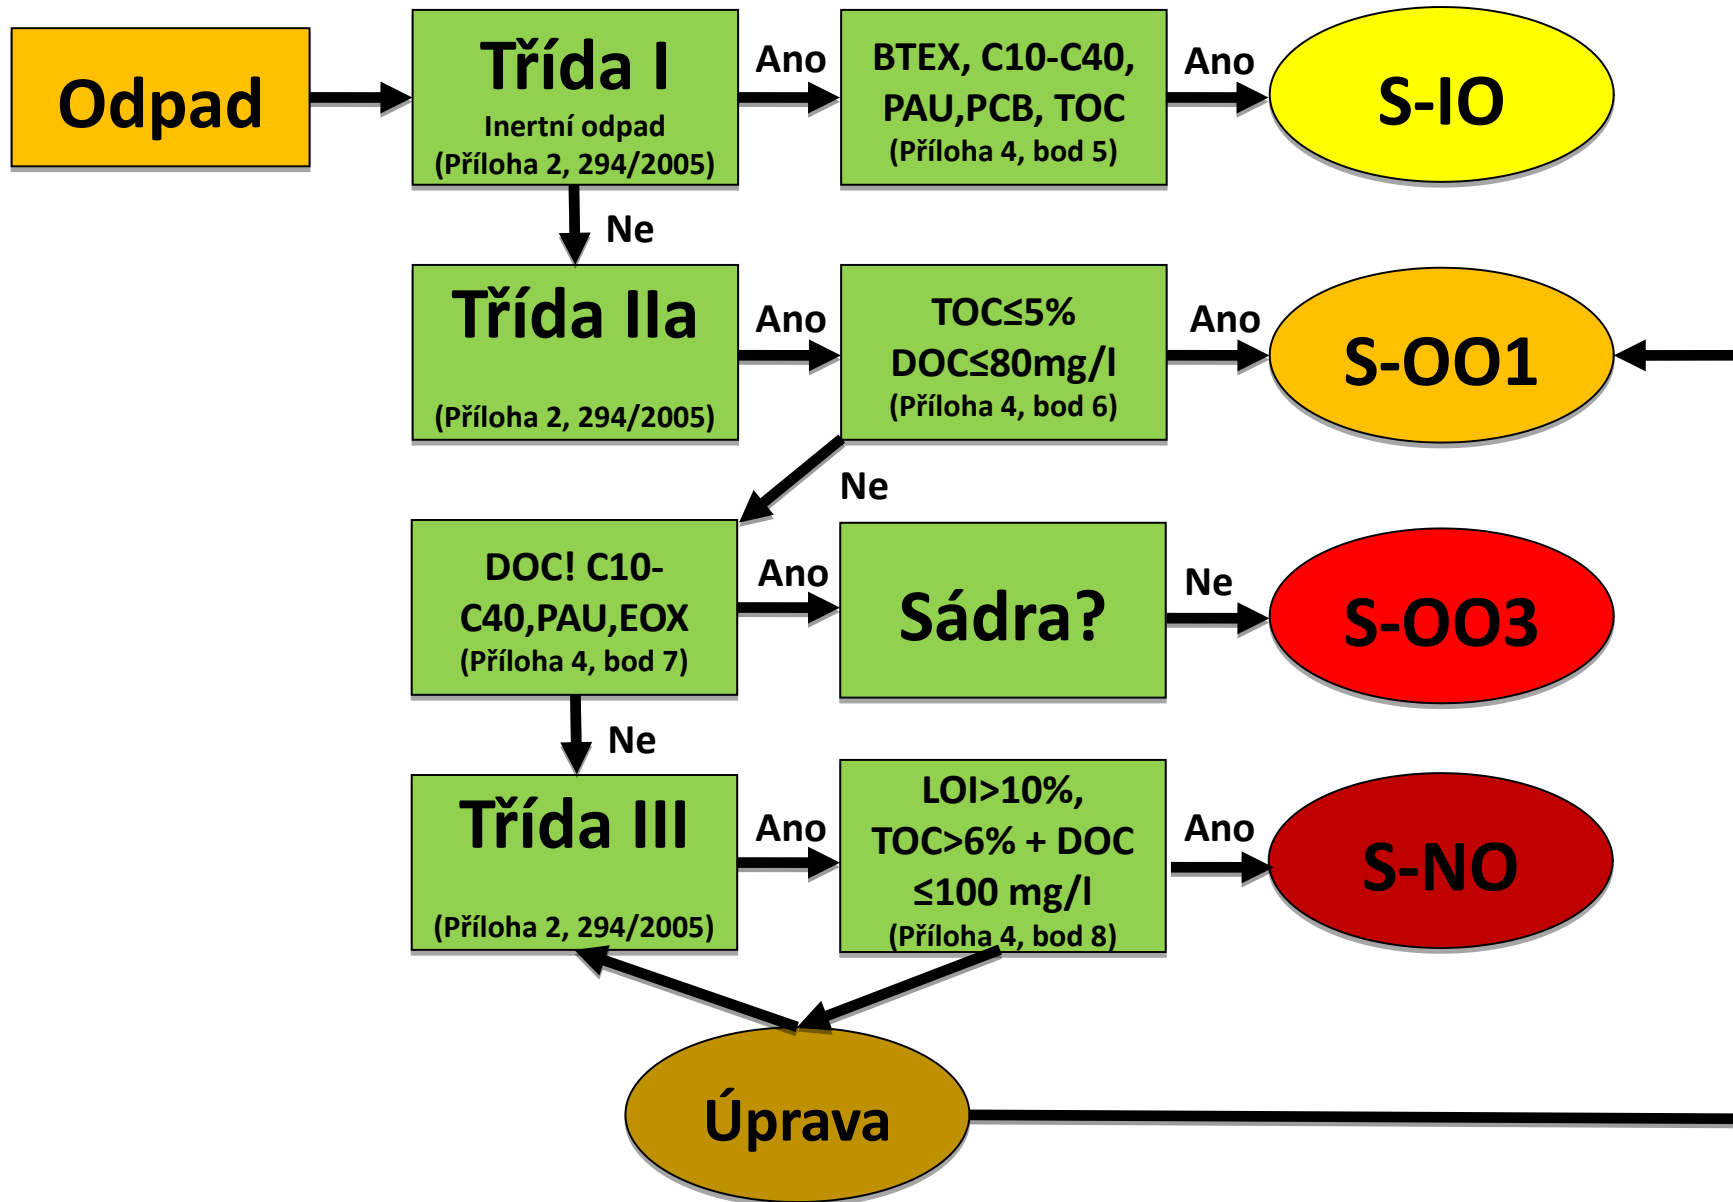 Odpad
Třída I
Inertní odpad
(Příloha 2, 294/2005)
Ano
BTEX, C10-C40,
PAU,PCB, TOC
(Příloha 4, bod 5)
Ano
S-IO
Ne
Třída IIa
(Příloha 2, 294/2005)
Ano
TOC≤5%
DOC≤80mg/l
(Příloha 4, bod 6)
Ano
S-OO1
Ne
DOC! C10-
C40,PAU,EOX
(Příloha 4, bod 7)
Ano
Sádra?
Ne
S-OO3
Ne
Třída III
(Příloha 2, 294/2005)
Ano
LOI>10%,
TOC>6% + DOC
≤100 mg/l
(Příloha 4, bod 8)
Ano
S-NO
Úprava